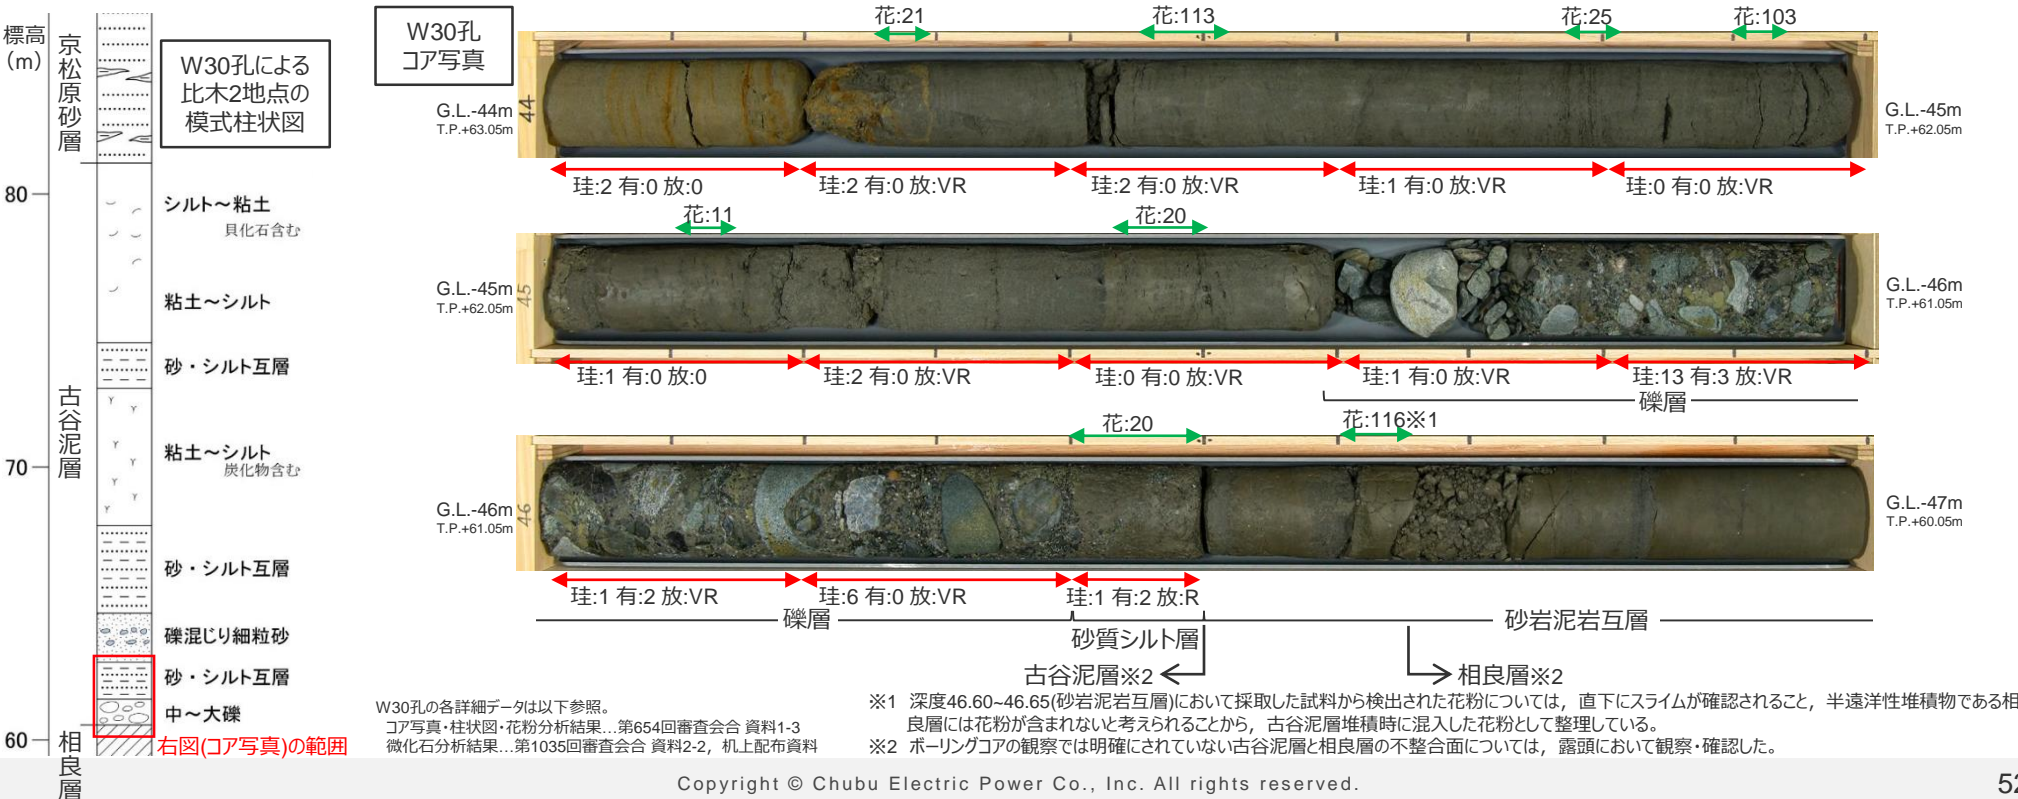 標高
(m)
京松原砂層
W30孔による
比木2地点の
模式柱状図
80
シルト～粘土
貝化石含む
粘土～シルト
砂・シルト互層
古谷泥層
粘土～シルト
炭化物含む
70
砂・シルト互層
礫混じり細粒砂
砂・シルト互層
中～大礫
60
相良層
右図(コア写真)の範囲
W30孔
コア写真
花:21 花:113 花:25 花:103
G.L.-44m
T.P.+63.05m
44
G.L.-45m
T.P.+62.05m
珪:2 有:0 放:0 珪:2 有:0 放:VR 珪:2 有:0 放:VR 珪:1 有:0 放:VR 珪:0 有:0 放:VR
花:11 花:20
G.L.-45m
T.P.+62.05m
45
G.L.-46m
T.P.+61.05m
珪:1 有:0 放:0 珪:2 有:0 放:VR 珪:0 有:0 放:VR 珪:1 有:0 放:VR 珪:13 有:3 放:VR
礫層
花:20 花:116※1
G.L.-46m
T.P.+61.05m
46
G.L.-47m
T.P.+60.05m
珪:1 有:2 放:VR 珪:6 有:0 放:VR 珪:1 有:2 放:R
礫層 砂質シルト層 砂岩泥岩互層
古谷泥層※2 相良層※2
W30孔の各詳細データは以下参照。
コア写真・柱状図・花粉分析結果…第654回審査会合 資料1-3
微化石分析結果…第1035回審査会合 資料2-2，机上配布資料
※1 深度46.60~46.65(砂岩泥岩互層)において採取した試料から検出された花粉については，直下にスライムが確認されること，半遠洋性堆積物である相
良層には花粉が含まれないと考えられることから，古谷泥層堆積時に混入した花粉として整理している。
※2 ボーリングコアの観察では明確にされていない古谷泥層と相良層の不整合面については，露頭において観察・確認した。
Copyright © Chubu Electric Power Co., Inc. All rights reserved.
52